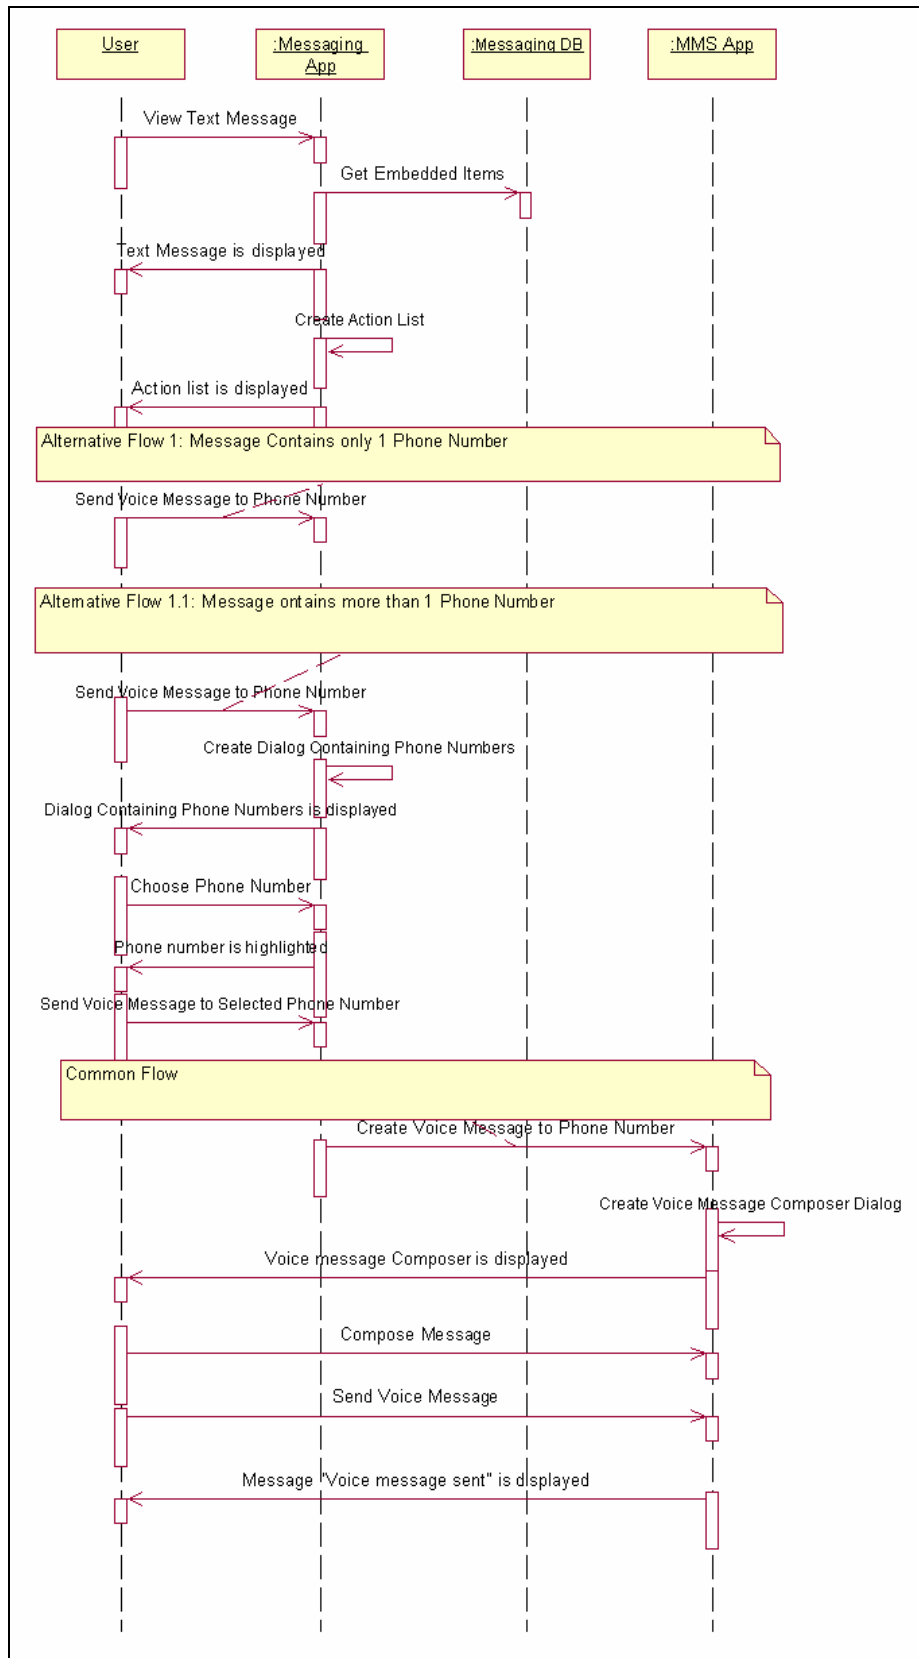 User
:Messaging
App
:Messaging DB
:MMS App
View Text Message
Get Embedded Items
Text Message is displayed
Create Action List
Action list is displayed
Alternative Flow 1: Message Contains only 1 Phone Number
Send Voice Message to Phone Number
Alternative Flow 1.1: Message ontains more than 1 Phone Number
Send Voice Message to Phone Number
Create Dialog Containing Phone Numbers
Dialog Containing Phone Numbers is displayed
Choose Phone Number
Phone number is highlighted
Send Voice Message to Selected Phone Number
Common Flow
Create Voice Message to Phone Number
Create Voice Message Composer Dialog
Voice message Composer is displayed
Compose Message
Send Voice Message
Message "Voice message sent" is displayed